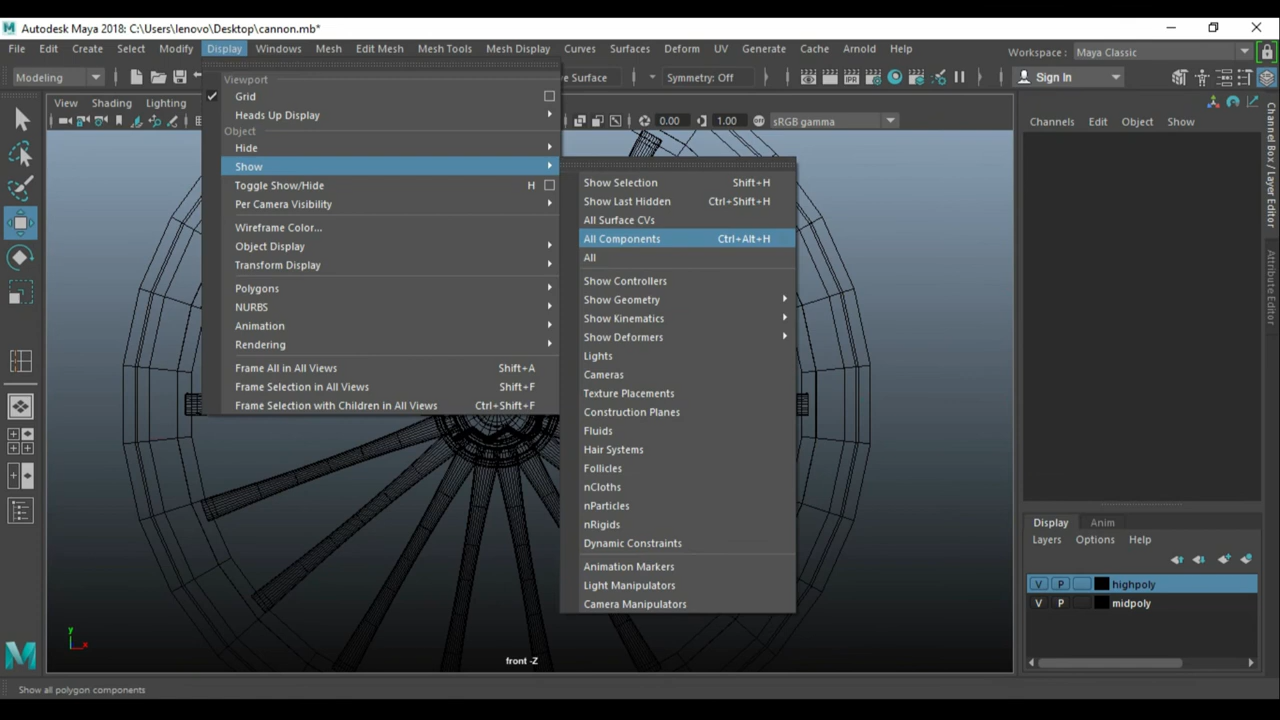 Autodesk Maya 2018: C:\Users\lenovo\Desktop\cannon.mb*
File Edit Create Select Modify Display Windows Mesh Edit Mesh Mesh Tools Mesh Display Curves Surfaces Deform UV Generate Cache Arnold Help
Workspace : Maya Classic
Modeling
ve Surface
Symmetry: Off
Sign In
View Shading Lighting
0.00
1.00
sRGB gamma
Viewport
Grid
Heads Up Display
Object
Hide
Show
Toggle Show/Hide H
Per Camera Visibility
Wireframe Color...
Object Display
Transform Display
Polygons
NURBS
Animation
Rendering
Frame All in All Views Shift+A
Frame Selection in All Views Shift+F
Frame Selection with Children in All Views Ctrl+Shift+F
Show Selection Shift+H
Show Last Hidden Ctrl+Shift+H
All Surface CVs
All Components Ctrl+Alt+H
All
Show Controllers
Show Geometry
Show Kinematics
Show Deformers
Lights
Cameras
Texture Placements
Construction Planes
Fluids
Hair Systems
Follicles
nCloths
nParticles
nRigids
Dynamic Constraints
Animation Markers
Light Manipulators
Camera Manipulators
Channels Edit Object Show
Channel Box / Layer Editor
Attribute Editor
Display Anim
Layers Options Help
V P highpoly
V P midpoly
y
x
front -Z
Show all polygon components